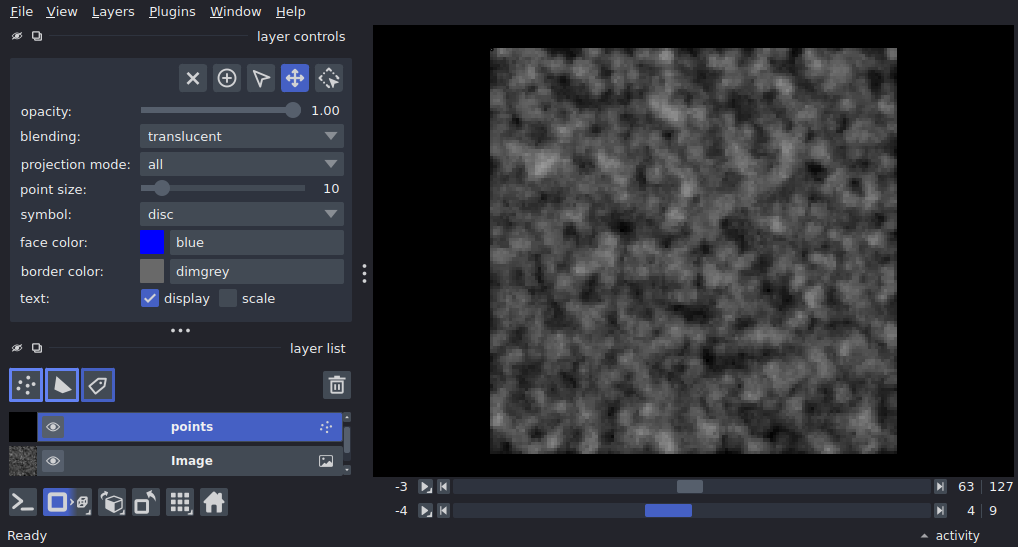 File View Layers Plugins Window Help
layer controls
opacity: 1.00
blending: translucent
projection mode: all
point size: 10
symbol: disc
face color: blue
border color: dimgrey
text: display scale
layer list
points
Image
-3 63 127
-4 4 9
Ready activity